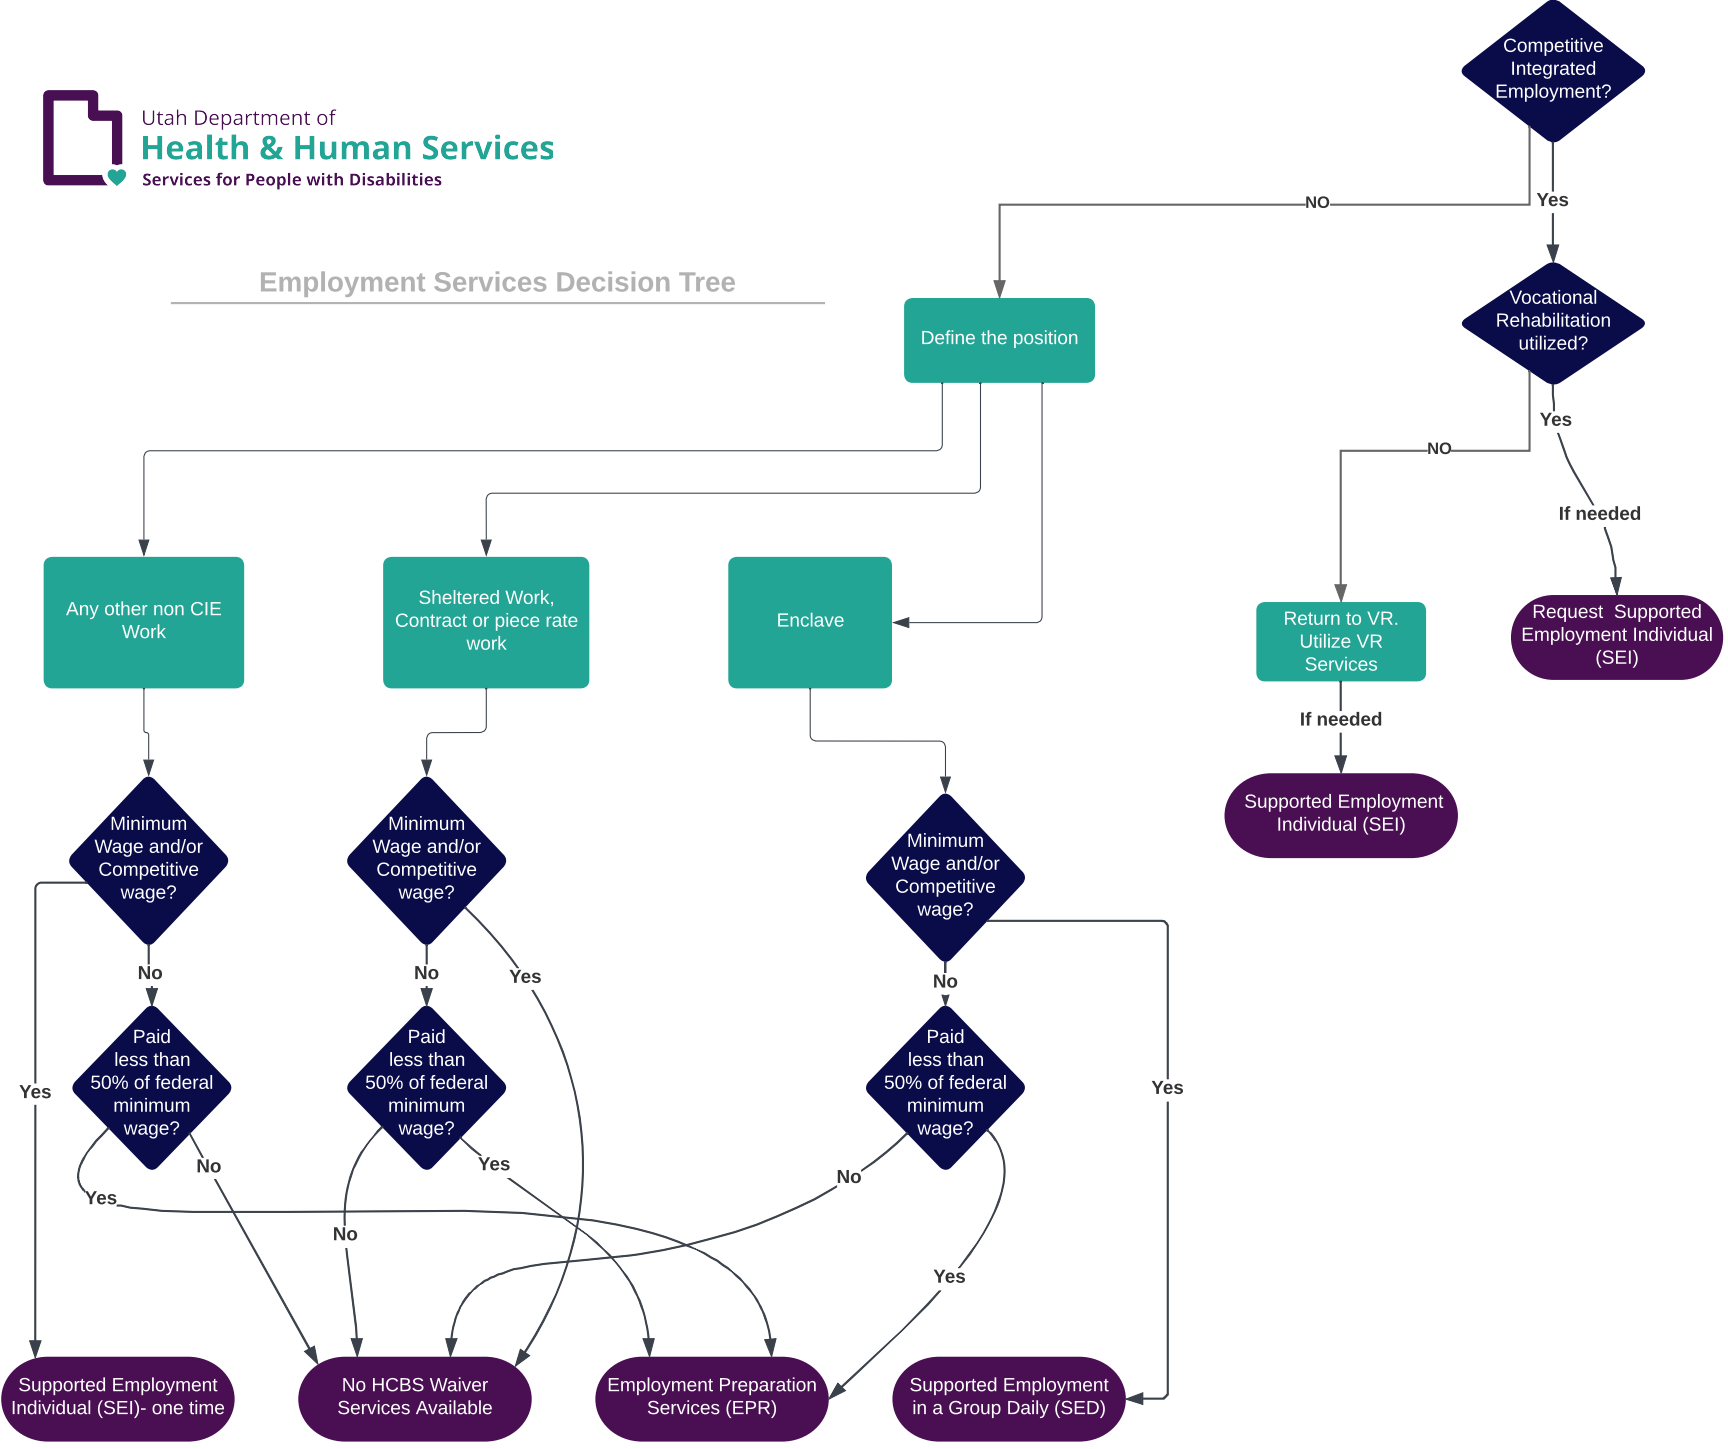 Competitive
Integrated
Employment?
Utah Department of
Health & Human Services
Services for People with Disabilities
NO
Yes
Employment Services Decision Tree
Define the position
Vocational
Rehabilitation
utilized?
NO
Yes
If needed
Any other non CIE
Work
Sheltered Work,
Contract or piece rate
work
Enclave
Return to VR.
Utilize VR
Services
Request  Supported
Employment Individual
(SEI)
If needed
Supported Employment
Individual (SEI)
Minimum
Wage and/or
Competitive
wage?
Minimum
Wage and/or
Competitive
wage?
Minimum
Wage and/or
Competitive
wage?
No
No
Yes
No
Paid
less than
50% of federal
minimum
wage?
Paid
less than
50% of federal
minimum
wage?
Paid
less than
50% of federal
minimum
wage?
Yes
Yes
Yes
No
No
Yes
No
Yes
Supported Employment
Individual (SEI)- one time
No HCBS Waiver
Services Available
Employment Preparation
Services (EPR)
Supported Employment
in a Group Daily (SED)